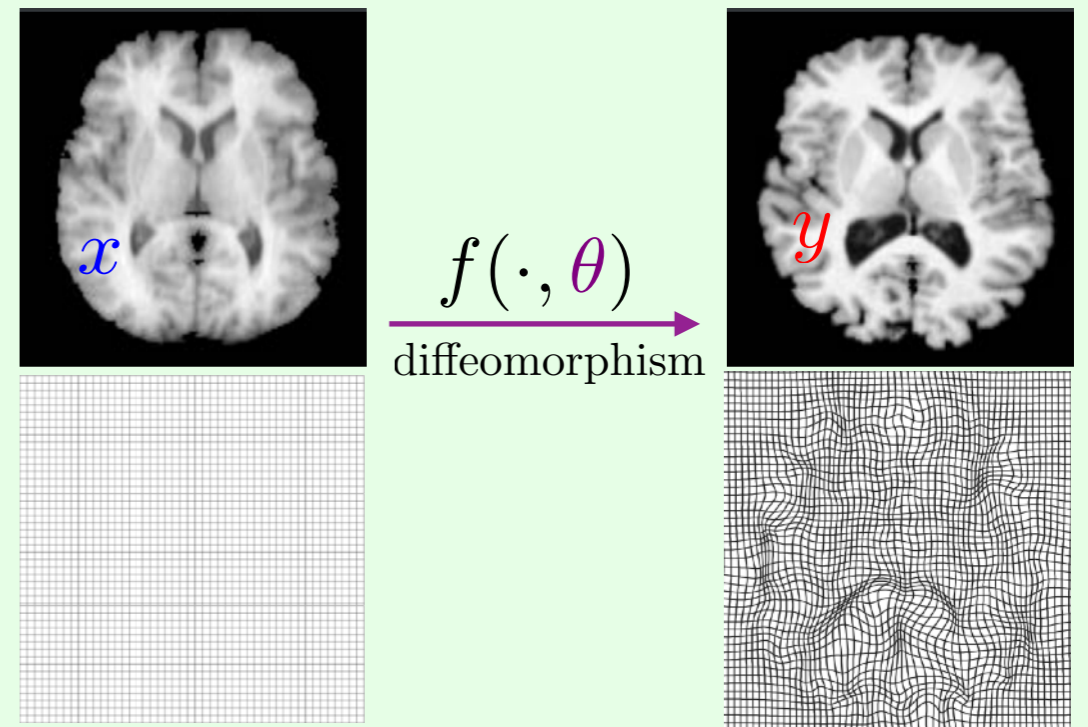 x
f(·, θ)
diffeomorphism
y